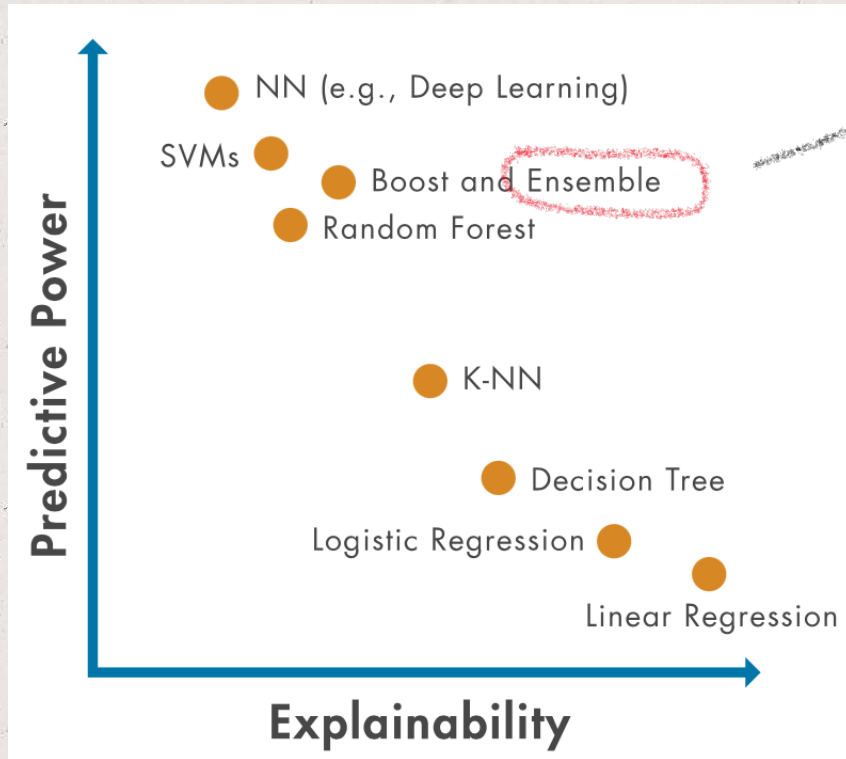 NN (e.g., Deep Learning)
SVMs
Boost and Ensemble
Random Forest
K-NN
Decision Tree
Logistic Regression
Linear Regression
Predictive Power
Explainability